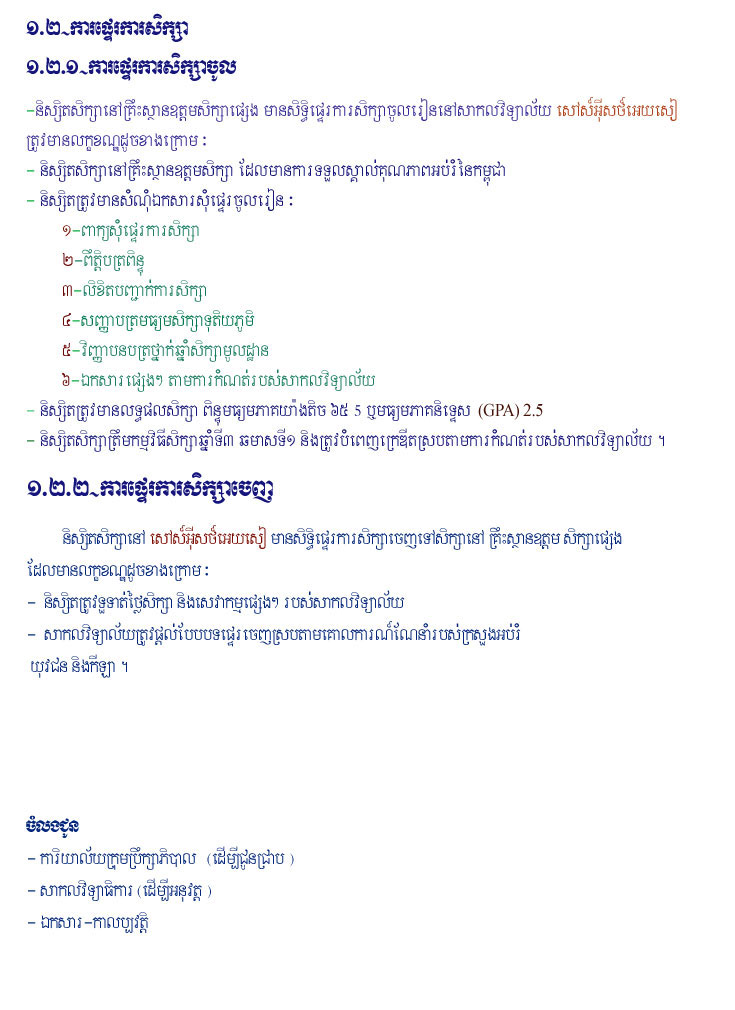 ១.២~ការផ្ទេរការសិក្សា
១.២.១~ការផ្ទេរការសិក្សាចូល
-និស្សិតសិក្សានៅគ្រឹះស្ថានឧត្តមសិក្សាផ្សេង មានសិទ្ធិផ្ទេរការសិក្សាចូលរៀននៅសាកលវិទ្យាល័យ សៅស៍អ៊ីសថ៍អេយសៀ
ត្រូវមានលក្ខខណ្ឌដូចខាងក្រោម :
- និស្សិតសិក្សានៅគ្រឹះស្ថានឧត្តមសិក្សា ដែលមានការទទួលស្គាល់គុណភាពអប់រំនៃកម្ពុជា
- និស្សិតត្រូវមានសំណុំឯកសារសុំផ្ទេរចូលរៀន :
១-ពាក្យសុំផ្ទេរការសិក្សា
២-ពឹត្តិបត្រពិន្ទុ
៣-លិខិតបញ្ជាក់ការសិក្សា
៤-សញ្ញាបត្រមធ្យមសិក្សាទុតិយភូមិ
៥-វិញ្ញាបនបត្រថ្នាក់ឆ្នាំសិក្សាមូលដ្ឋាន
៦-ឯកសារផ្សេងៗ តាមការកំណត់របស់សាកលវិទ្យាល័យ
- និស្សិតត្រូវមានលទ្ធផលសិក្សា ពិន្ទុមធ្យមភាគយ៉ាងតិច ៦៥ 5 ឬមធ្យមភាគនិទ្ទេស (GPA) 2.5
- និស្សិតសិក្សាត្រឹមកម្មវិធីសិក្សាឆ្នាំទី៣ ឆមាសទី១ និងត្រូវបំពេញក្រេឌីតស្របតាមការកំណត់របស់សាកលវិទ្យាល័យ ។
១.២.២~ការផ្ទេរការសិក្សាចេញ
និស្សិតសិក្សានៅ សៅស៍អ៊ីសថ៍អេយសៀ មានសិទ្ធិផ្ទេរការសិក្សាចេញទៅសិក្សានៅ គ្រឹះស្ថានឧត្តម សិក្សាផ្សេង
ដែលមានលក្ខខណ្ឌដូចខាងក្រោម :
- និស្សិតត្រូវទូទាត់ថ្លៃសិក្សា និងសេវាកម្មផ្សេងៗ របស់សាកលវិទ្យាល័យ
- សាកលវិទ្យាល័យត្រូវផ្តល់បែបបទផ្ទេរចេញស្របតាមគោលការណ៍ណែនាំរបស់ក្រសួងអប់រំ
យុវជន និងកីឡា ។
ចំលងជូន
- ការិយាល័យក្រុមប្រឹក្សាភិបាល (ដើម្បីជូនជ្រាប )
- សាកលវិទ្យាធិការ (ដើម្បីអនុវត្ត )
- ឯកសារ-កាលប្បវត្តិ